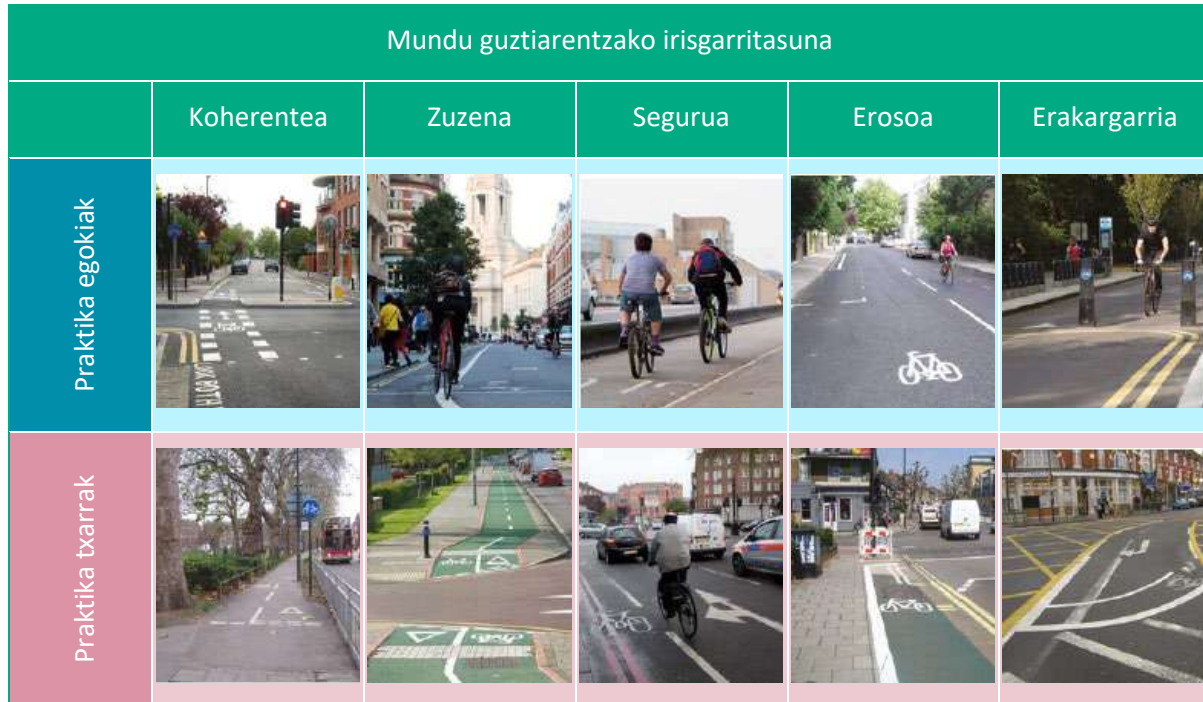 Mundu guztiarentzako irisgarritasuna
Koherentea
Zuzena
Segurua
Erosoa
Erakargarria
Praktika egokiak
Praktika txarrak